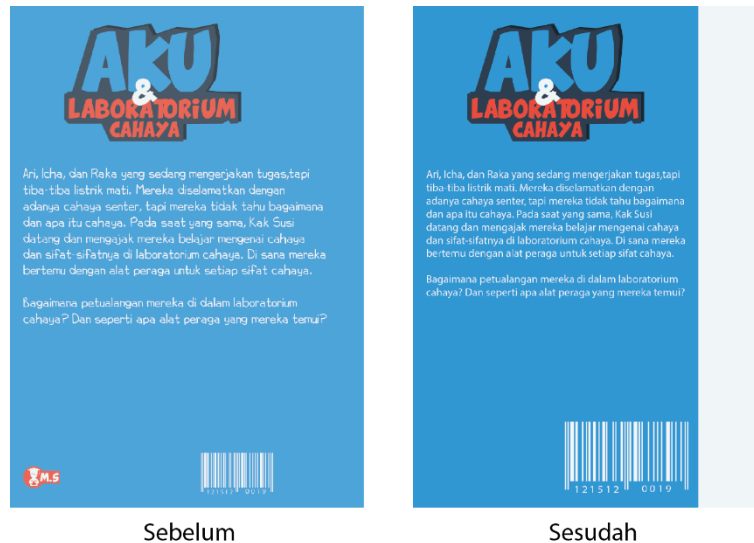 AKU
&
LABORATORIUM
CAHAYA
Ari, Icha, dan Raka yang sedang mengerjakan tugas,tapi
tiba-tiba listrik mati. Mereka diselamatkan dengan
adanya cahaya senter, tapi mereka tidak tahu bagaimana
dan apa itu cahaya. Pada saat yang sama, Kak Susi
datang dan mengajak mereka belajar mengenai cahaya
dan sifat-sifatnya di laboratorium cahaya. Di sana mereka
bertemu dengan alat peraga untuk setiap sifat cahaya.
Bagaimana petualangan mereka di dalam laboratorium
cahaya? Dan seperti apa alat peraga yang mereka temui?
M.S
121512 0019
Sebelum
AKU
&
LABORATORIUM
CAHAYA
Ari, Icha, dan Raka yang sedang mengerjakan tugas,tapi
tiba-tiba listrik mati. Mereka diselamatkan dengan
adanya cahaya senter, tapi mereka tidak tahu bagaimana
dan apa itu cahaya. Pada saat yang sama, Kak Susi
datang dan mengajak mereka belajar mengenai cahaya
dan sifat-sifatnya di laboratorium cahaya. Di sana mereka
bertemu dengan alat peraga untuk setiap sifat cahaya.
Bagaimana petualangan mereka di dalam laboratorium
cahaya? Dan seperti apa alat peraga yang mereka temui?
121512 0019
Sesudah